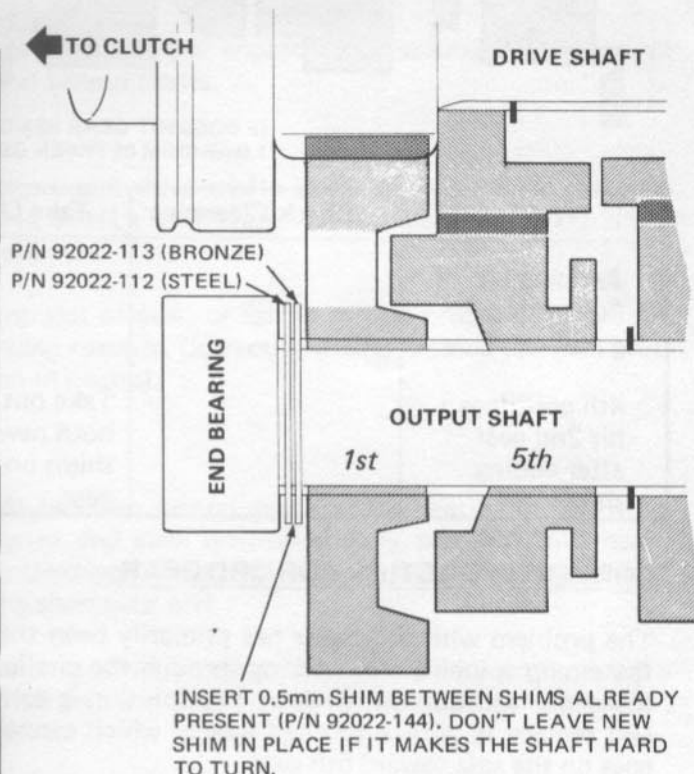 TO CLUTCH
DRIVE SHAFT
P/N 92022-113 (BRONZE)
P/N 92022-112 (STEEL)
END BEARING
OUTPUT SHAFT
1st
5th
INSERT 0.5mm SHIM BETWEEN SHIMS ALREADY
PRESENT (P/N 92022-144). DON'T LEAVE NEW
SHIM IN PLACE IF IT MAKES THE SHAFT HARD
TO TURN.